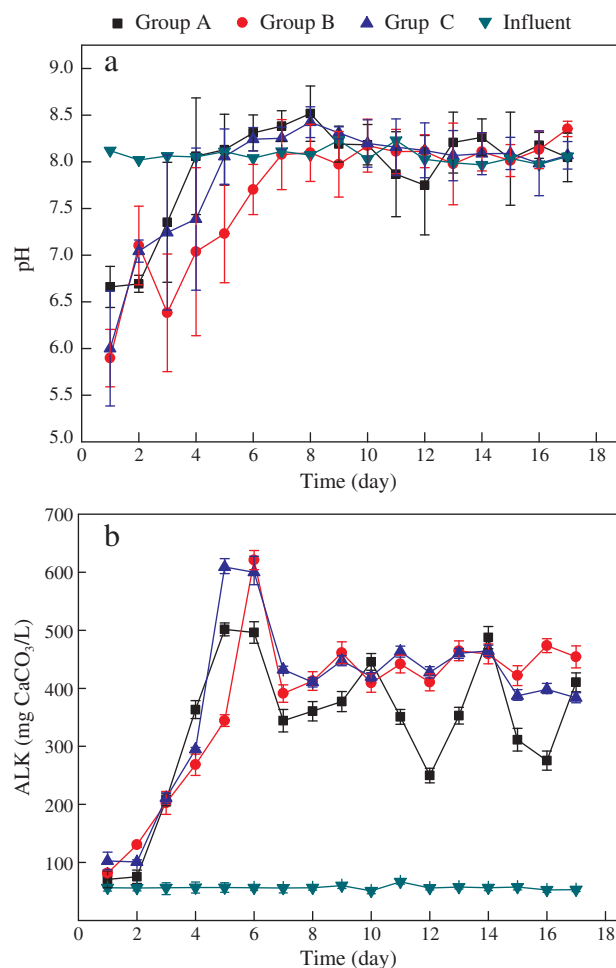 Group A Group B Grup C Influent
a
9.0
8.5
8.0
7.5
7.0
6.5
6.0
5.5
5.0
pH
0 2 4 6 8 10 12 14 16 18
Time (day)
b
700
600
500
400
300
200
100
ALK (mg CaCO₃/L)
0 2 4 6 8 10 12 14 16 18
Time (day)